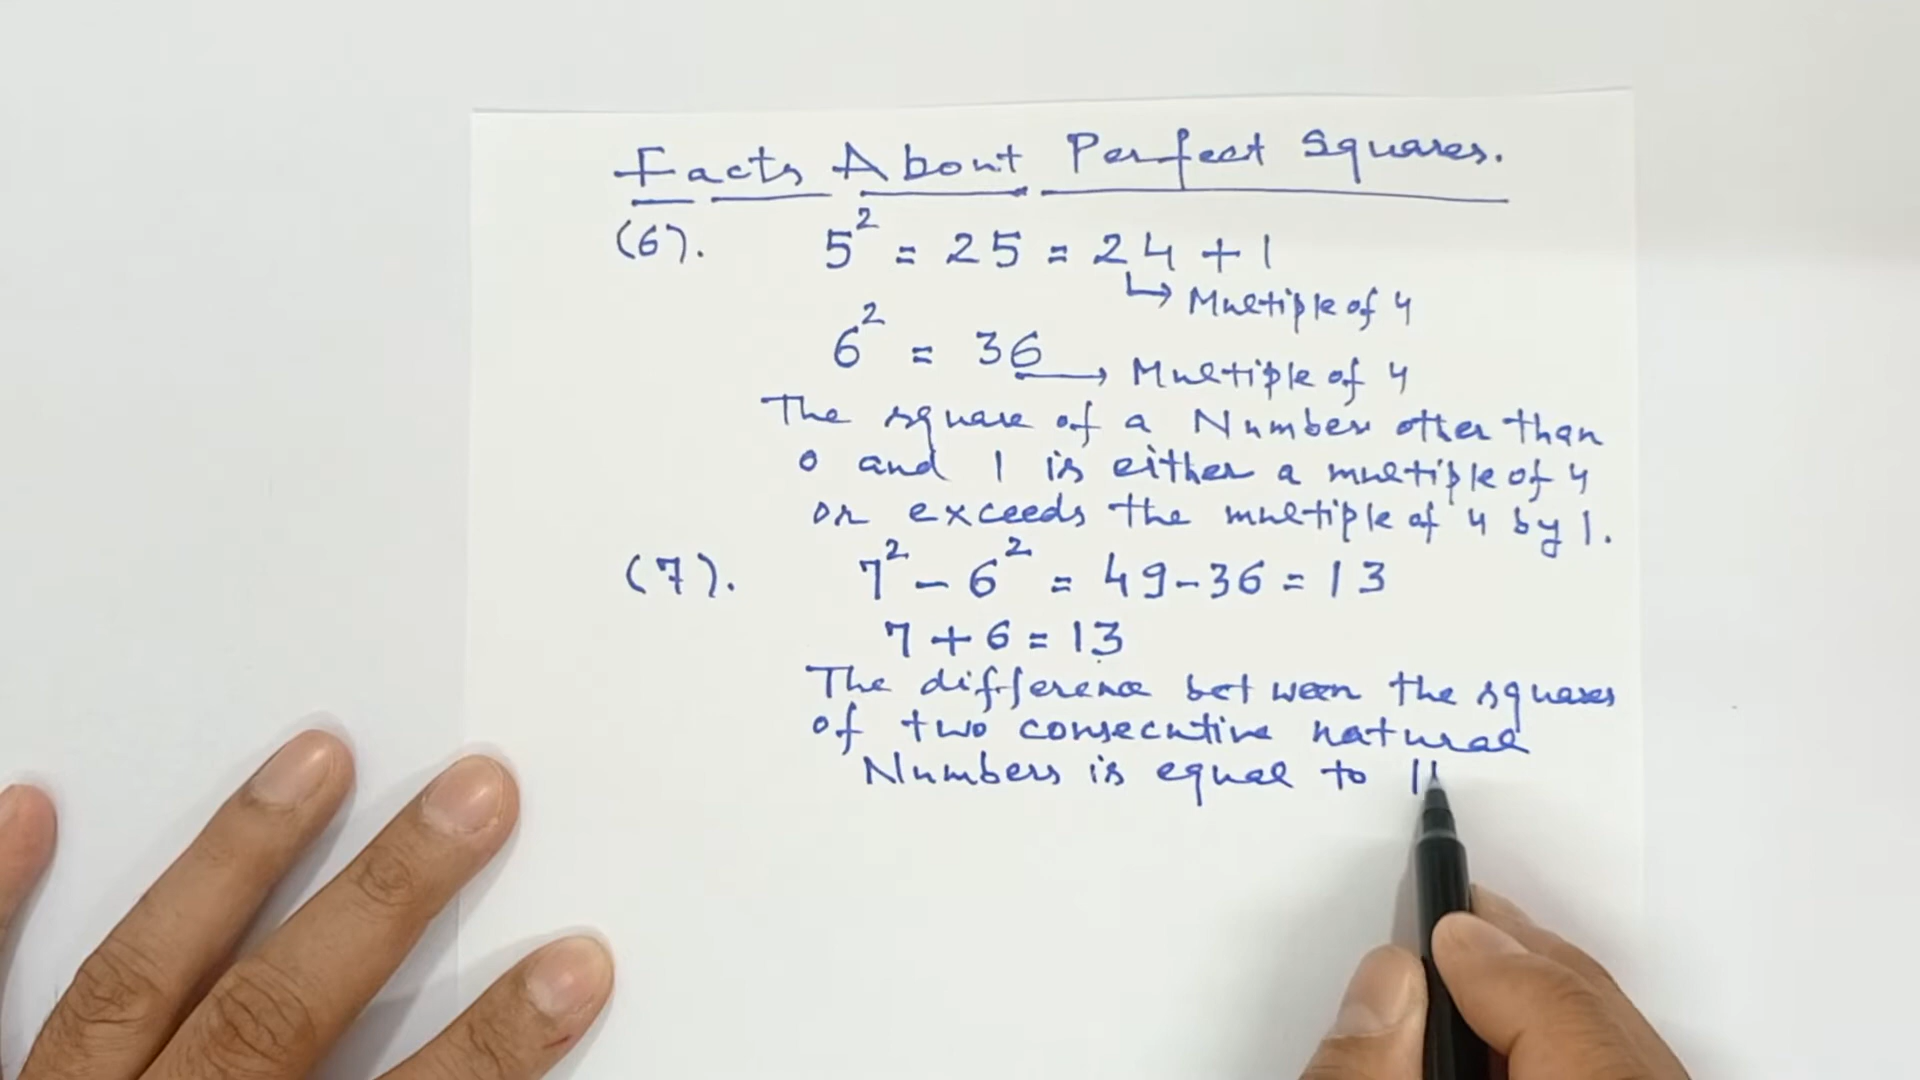 Facts About Perfect Squares.
(6). 5² = 25 = 24 + 1
↳ Multiple of 4
6² = 36 → Multiple of 4
The square of a Number other than
0 and 1 is either a multiple of 4
or exceeds the multiple of 4 by 1.
(7). 7² - 6² = 49 - 36 = 13
7 + 6 = 13
The difference between the squares
of two consecutive natural
Numbers is equal to